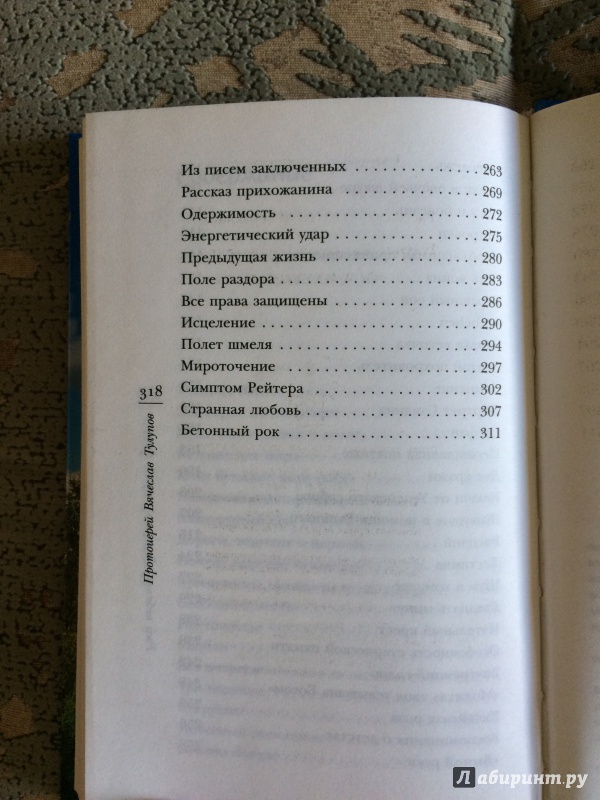 Из писем заключенных . . . . . . . . . . . . . . . 263
Рассказ прихожанина . . . . . . . . . . . . . . . . 269
Одержимость . . . . . . . . . . . . . . . . . . . . . 272
Энергетический удар . . . . . . . . . . . . . . . . 275
Предыдущая жизнь . . . . . . . . . . . . . . . . . 280
Поле раздора . . . . . . . . . . . . . . . . . . . . . 283
Все права защищены . . . . . . . . . . . . . . . . 286
Исцеление . . . . . . . . . . . . . . . . . . . . . . . 290
Полет шмеля . . . . . . . . . . . . . . . . . . . . . 294
Мироточение . . . . . . . . . . . . . . . . . . . . . 297
Симптом Рейтера . . . . . . . . . . . . . . . . . . 302
Странная любовь . . . . . . . . . . . . . . . . . . 307
Бетонный рок . . . . . . . . . . . . . . . . . . . . 311
318
Протоиерей Вячеслав Тулупов
Лабиринт.ру